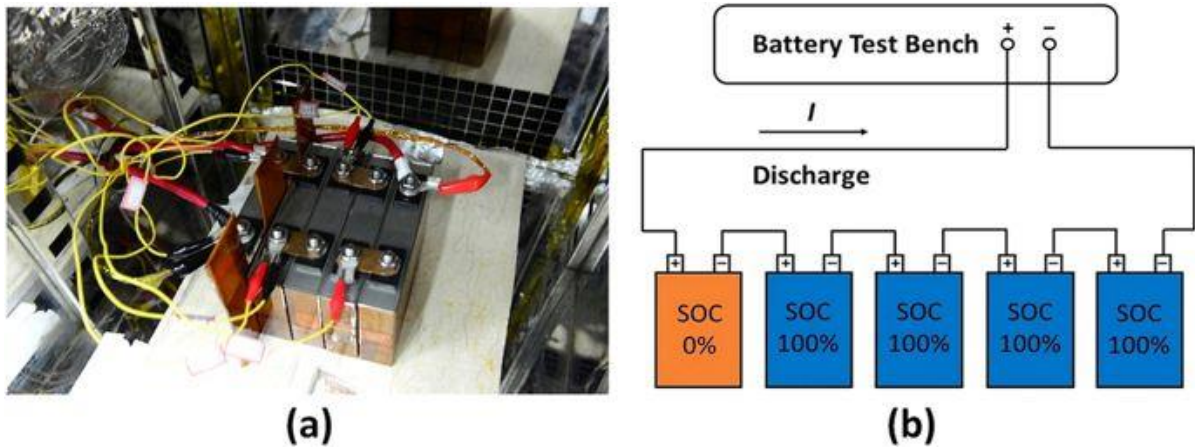 Battery Test Bench
+ −
I
Discharge
+ − + − + − + − + −
SOC 0%
SOC 100%
SOC 100%
SOC 100%
SOC 100%
(a)
(b)